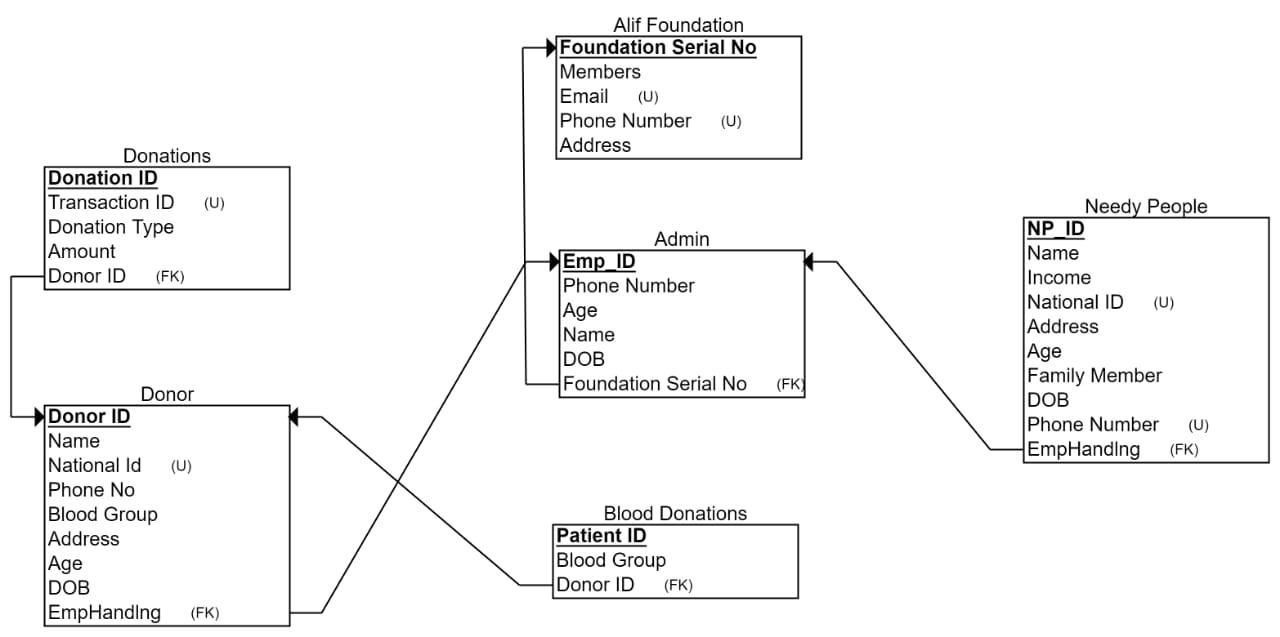 Alif Foundation
Foundation Serial No
Members
Email (U)
Phone Number (U)
Address
Donations
Donation ID
Transaction ID (U)
Donation Type
Amount
Donor ID (FK)
Needy People
NP_ID
Name
Income
National ID (U)
Address
Age
Family Member
DOB
Phone Number (U)
EmpHandlng (FK)
Admin
Emp_ID
Phone Number
Age
Name
DOB
Foundation Serial No (FK)
Donor
Donor ID
Name
National Id (U)
Phone No
Blood Group
Address
Age
DOB
EmpHandlng (FK)
Blood Donations
Patient ID
Blood Group
Donor ID (FK)